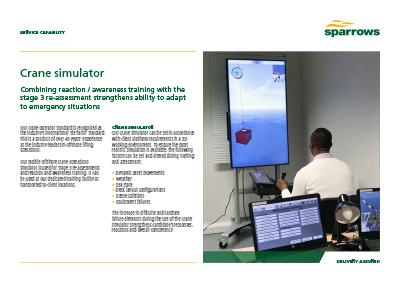 SERVICE CAPABILITY
sparrows
Crane simulator
Combining reaction / awareness training with the
stage 3 re-assessment strengthens ability to adapt
to emergency situations
Our crane operator standard is recognised as
the industry's international 'de facto' standard.
This is a product of over 40 years' experience
as the industry leaders in offshore lifting
operations.
Our mobile offshore crane operations
simulator is used for stage 3 re-assessments
and reaction and awareness training. It can
be used at our dedicated training facility or
transported to client locations.
CRANE SIMULATOR
Our crane simulator can be set in accordance
with client platform requirements in a 3D
working environment. To ensure the most
realistic simulation is available, the following
factors can be set and altered during training
and assessment:
• Dynamic asset movements
• Weather
• Sea state
• Deck layout configurations
• Scene collisions
• Equipment failures
The increase in difficulty and random
failure elements during the use of the crane
simulator strengthens candidate's responses,
reactions and overall competence.
DELIVERY ASSURED